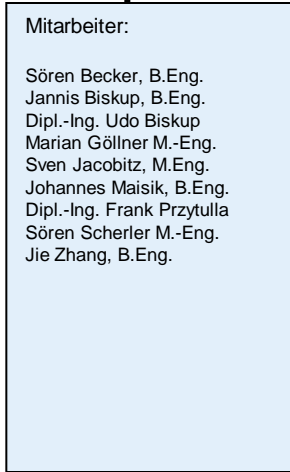 Mitarbeiter:
Sören Becker, B.Eng.
Jannis Biskup, B.Eng.
Dipl.-Ing. Udo Biskup
Marian Göllner M.-Eng.
Sven Jacobitz, M.Eng.
Johannes Maisik, B.Eng.
Dipl.-Ing. Frank Przytulla
Sören Scherler M.-Eng.
Jie Zhang, B.Eng.